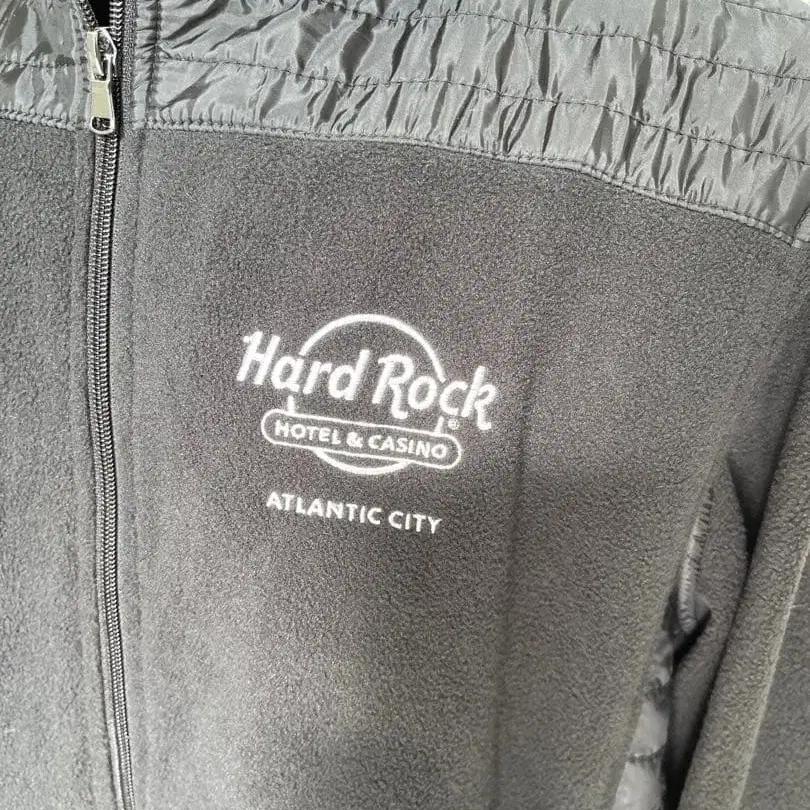 Hard Rock®
HOTEL & CASINO
ATLANTIC CITY